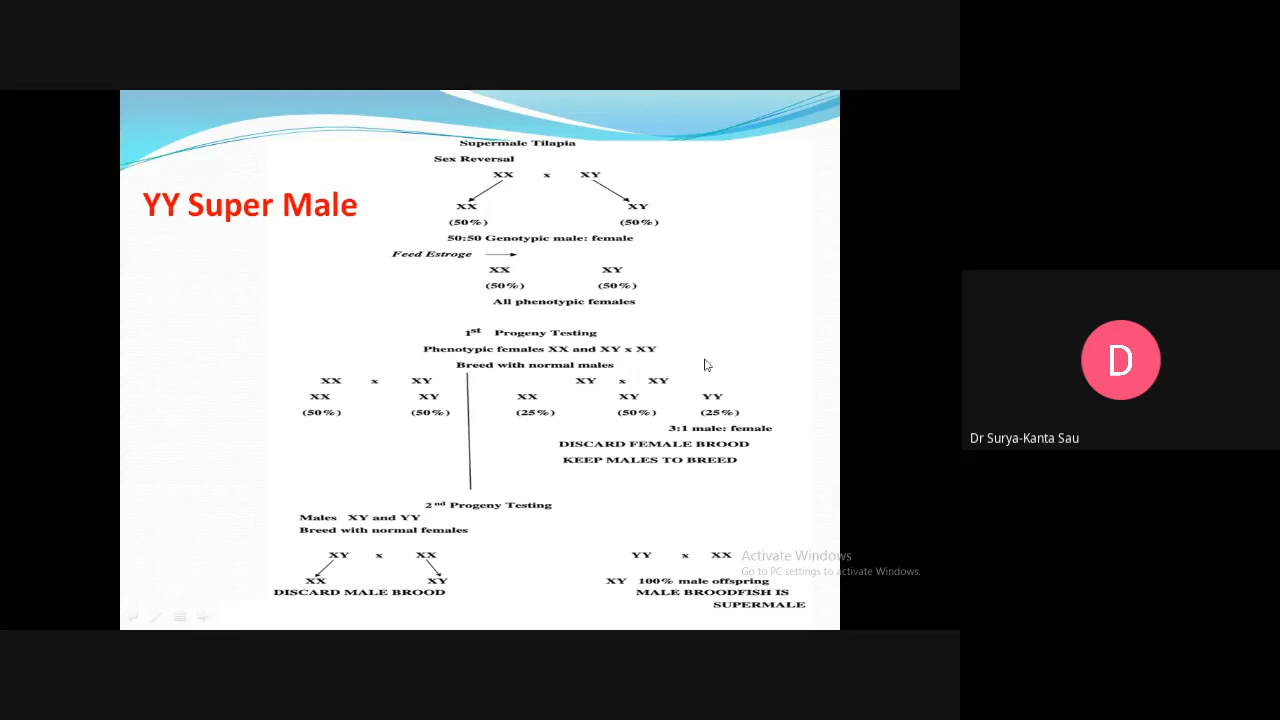 Supermale Tilapia
Sex Reversal
YY Super Male
XX x XY
XX XY
(50%) (50%)
50:50 Genotypic male: female
Feed Estroge
XX XY
(50%) (50%)
All phenotypic females
1st Progeny Testing
Phenotypic females XX and XY x XY
Breed with normal males
XX x XY XY x XY
XX XY XX XY YY
(50%) (50%) (25%) (50%) (25%)
3:1 male: female
DISCARD FEMALE BROOD
KEEP MALES TO BREED
2nd Progeny Testing
Males XY and YY
Breed with normal females
XY x XX YY x XX
XX XY XY 100% male offspring
DISCARD MALE BROOD MALE BROODFISH IS
SUPERMALE
Activate Windows
Go to PC settings to activate Windows.
D
Dr Surya-Kanta Sau